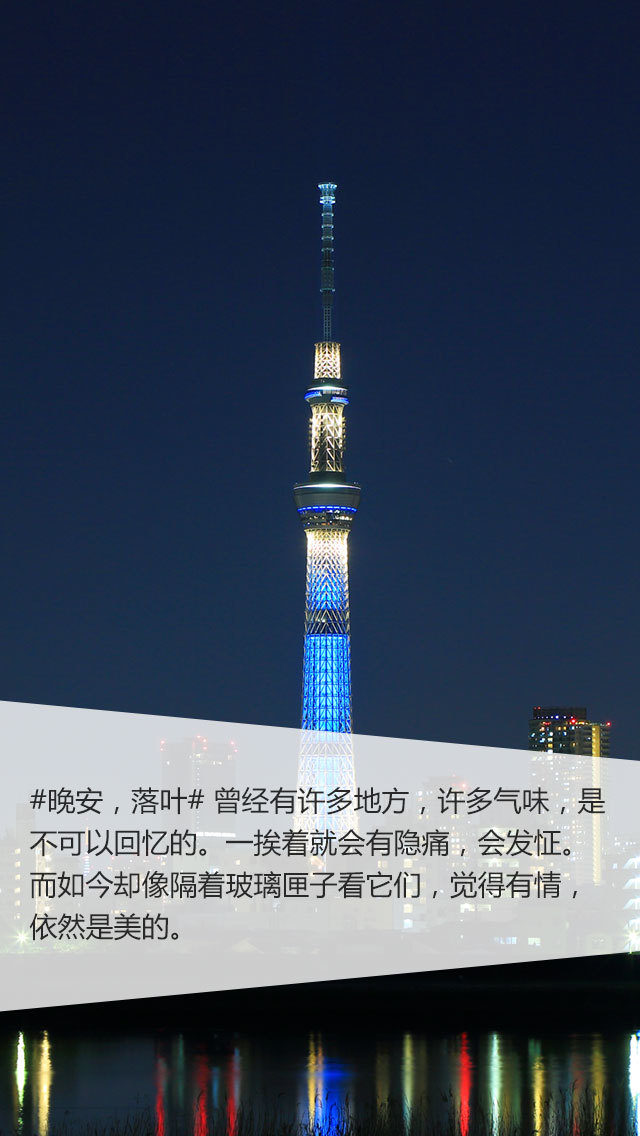 #晚安，落叶# 曾经有许多地方，许多气味，是
不可以回忆的。一挨着就会有隐痛，会发怔。
而如今却像隔着玻璃匣子看它们，觉得有情，
依然是美的。